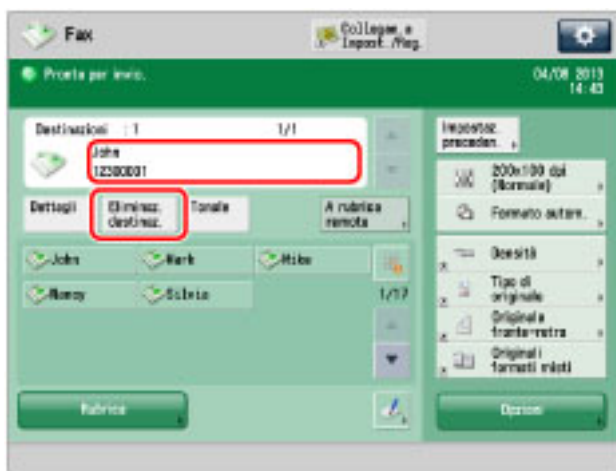 Fax
Collegam. a
Impost./Reg.
Pronta per invio.
04/08 2013
14:43
Destinazioni :1 1/1
John
12300001
Impostaz.
preceden.
200x100 dpi
(Normale)
Formato autom.
Dettagli
Eliminaz.
destinaz.
Tonale
A rubrica
remota
John
Mark
Mike
Nancy
Silvia
1/17
Densità
Tipo di
originale
Originale
fronte-retro
Originali
formati misti
Rubrica
Opzioni